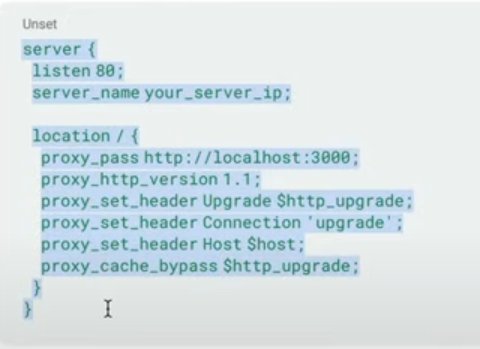 Unset
server {
listen 80;
server_name your_server_ip;
location / {
proxy_pass http://localhost:3000;
proxy_http_version 1.1;
proxy_set_header Upgrade $http_upgrade;
proxy_set_header Connection 'upgrade';
proxy_set_header Host $host;
proxy_cache_bypass $http_upgrade;
}
}